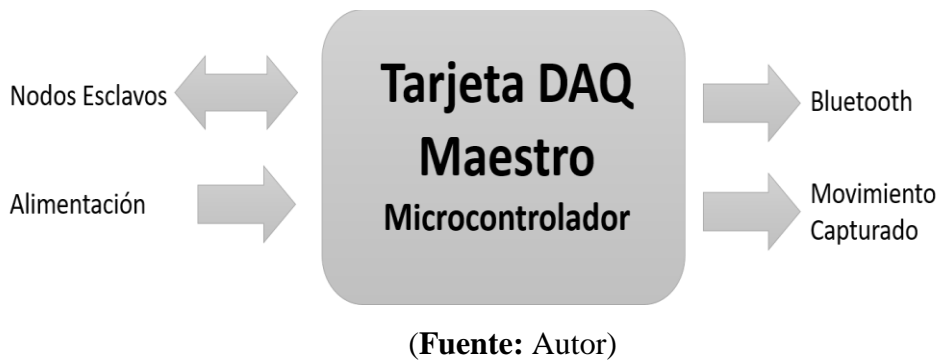 Nodos Esclavos
Alimentación
Tarjeta DAQ
Maestro
Microcontrolador
Bluetooth
Movimiento
Capturado
(Fuente: Autor)